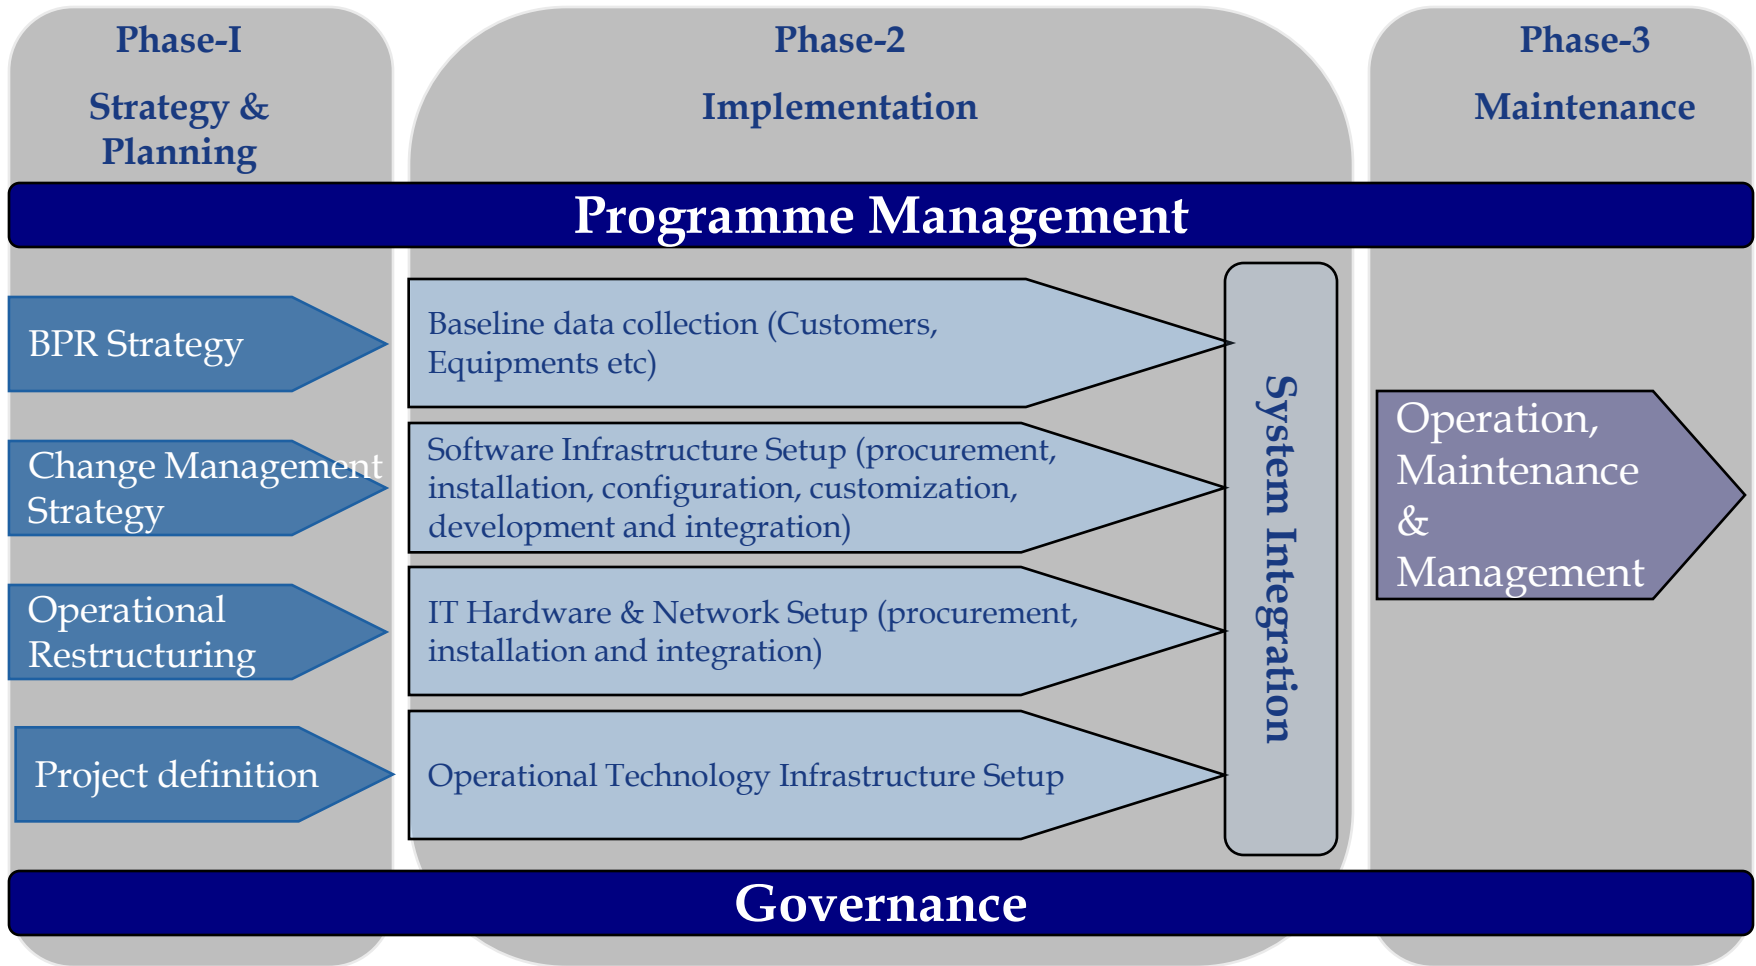 Phase-I
Strategy &
Planning
Phase-2
Implementation
Phase-3
Maintenance
Programme Management
BPR Strategy
Change Management
Strategy
Operational
Restructuring
Project definition
Baseline data collection (Customers,
Equipments etc)
Software Infrastructure Setup (procurement,
installation, configuration, customization,
development and integration)
IT Hardware & Network Setup (procurement,
installation and integration)
Operational Technology Infrastructure Setup
System Integration
Operation,
Maintenance
&
Management
Governance